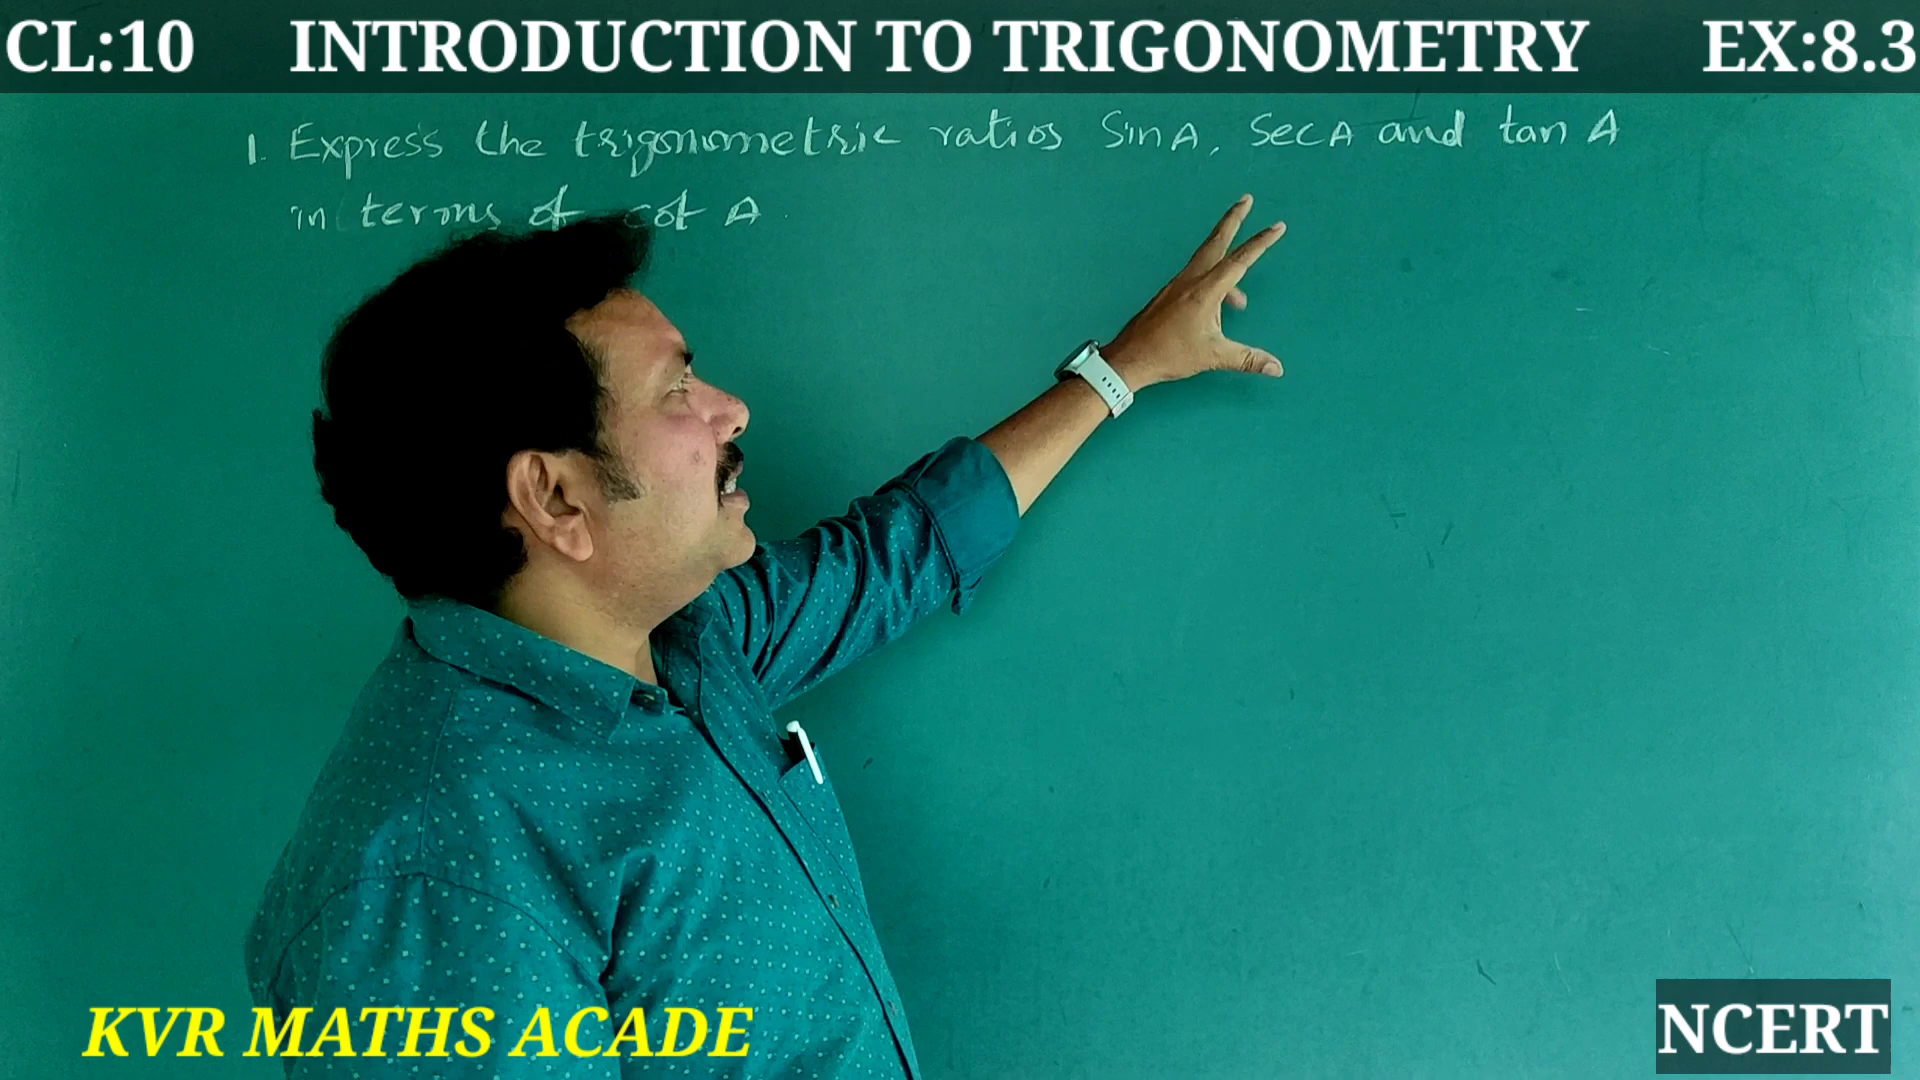 CL:10 INTRODUCTION TO TRIGONOMETRY EX:8.3
1. Express the trigonometric ratios Sin A, Sec A and tan A
in terms of cot A
KVR MATHS ACADE
NCERT